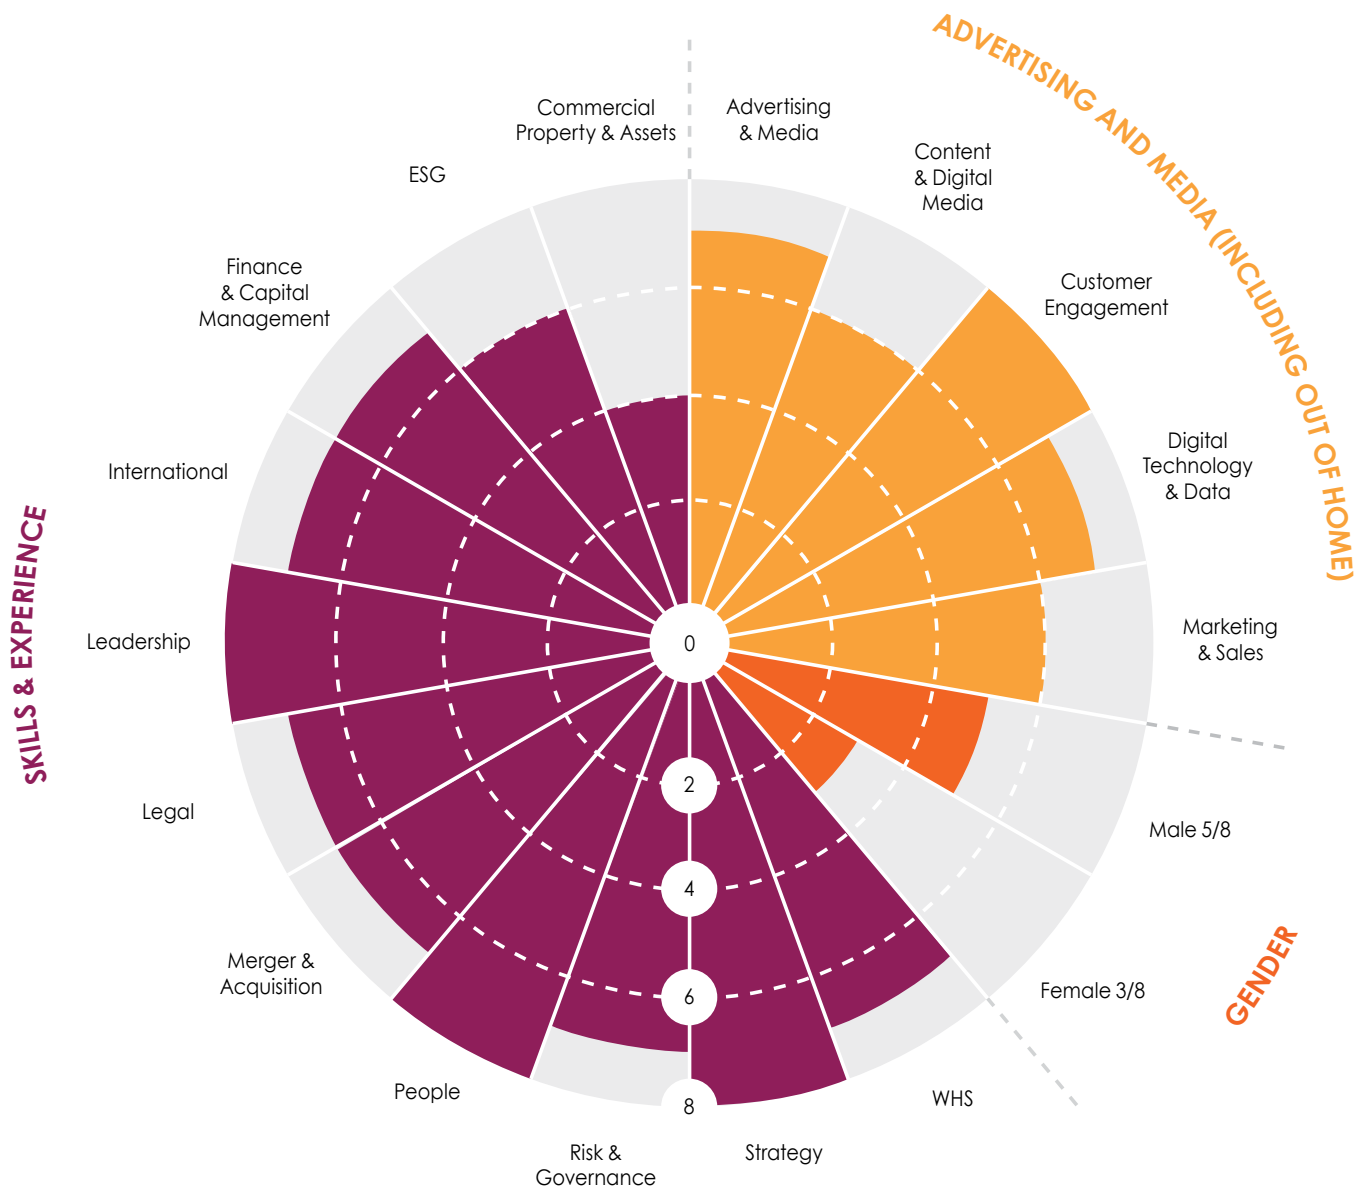 ADVERTISING AND MEDIA (INCLUDING OUT OF HOME)
Advertising
& Media
Content
& Digital
Media
Customer
Engagement
Digital
Technology
& Data
Marketing
& Sales
GENDER
Male 5/8
Female 3/8
SKILLS & EXPERIENCE
WHS
Strategy
Risk &
Governance
People
Merger &
Acquisition
Legal
Leadership
International
Finance
& Capital
Management
ESG
Commercial
Property & Assets
0
2
4
6
8